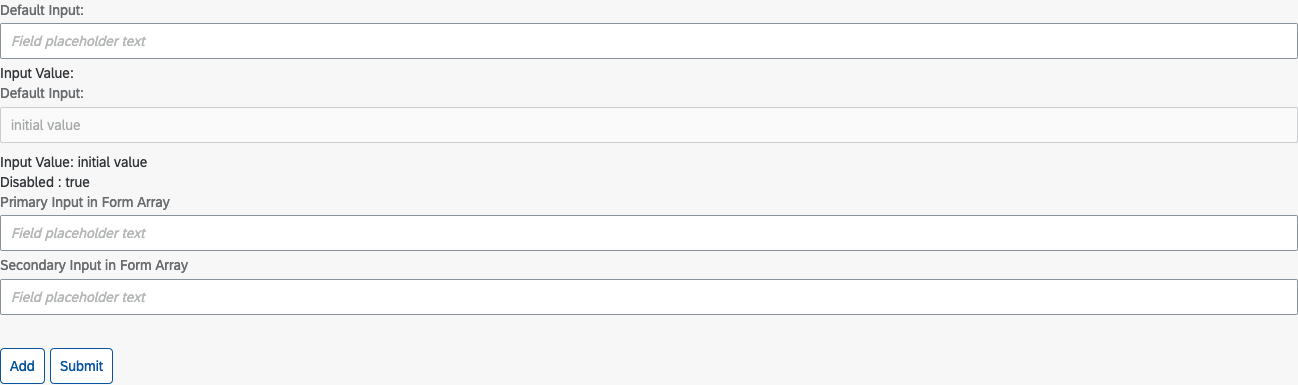 Default Input:
Field placeholder text
Input Value:
Default Input:
initial value
Input Value: initial value
Disabled : true
Primary Input in Form Array
Field placeholder text
Secondary Input in Form Array
Field placeholder text
Add Submit